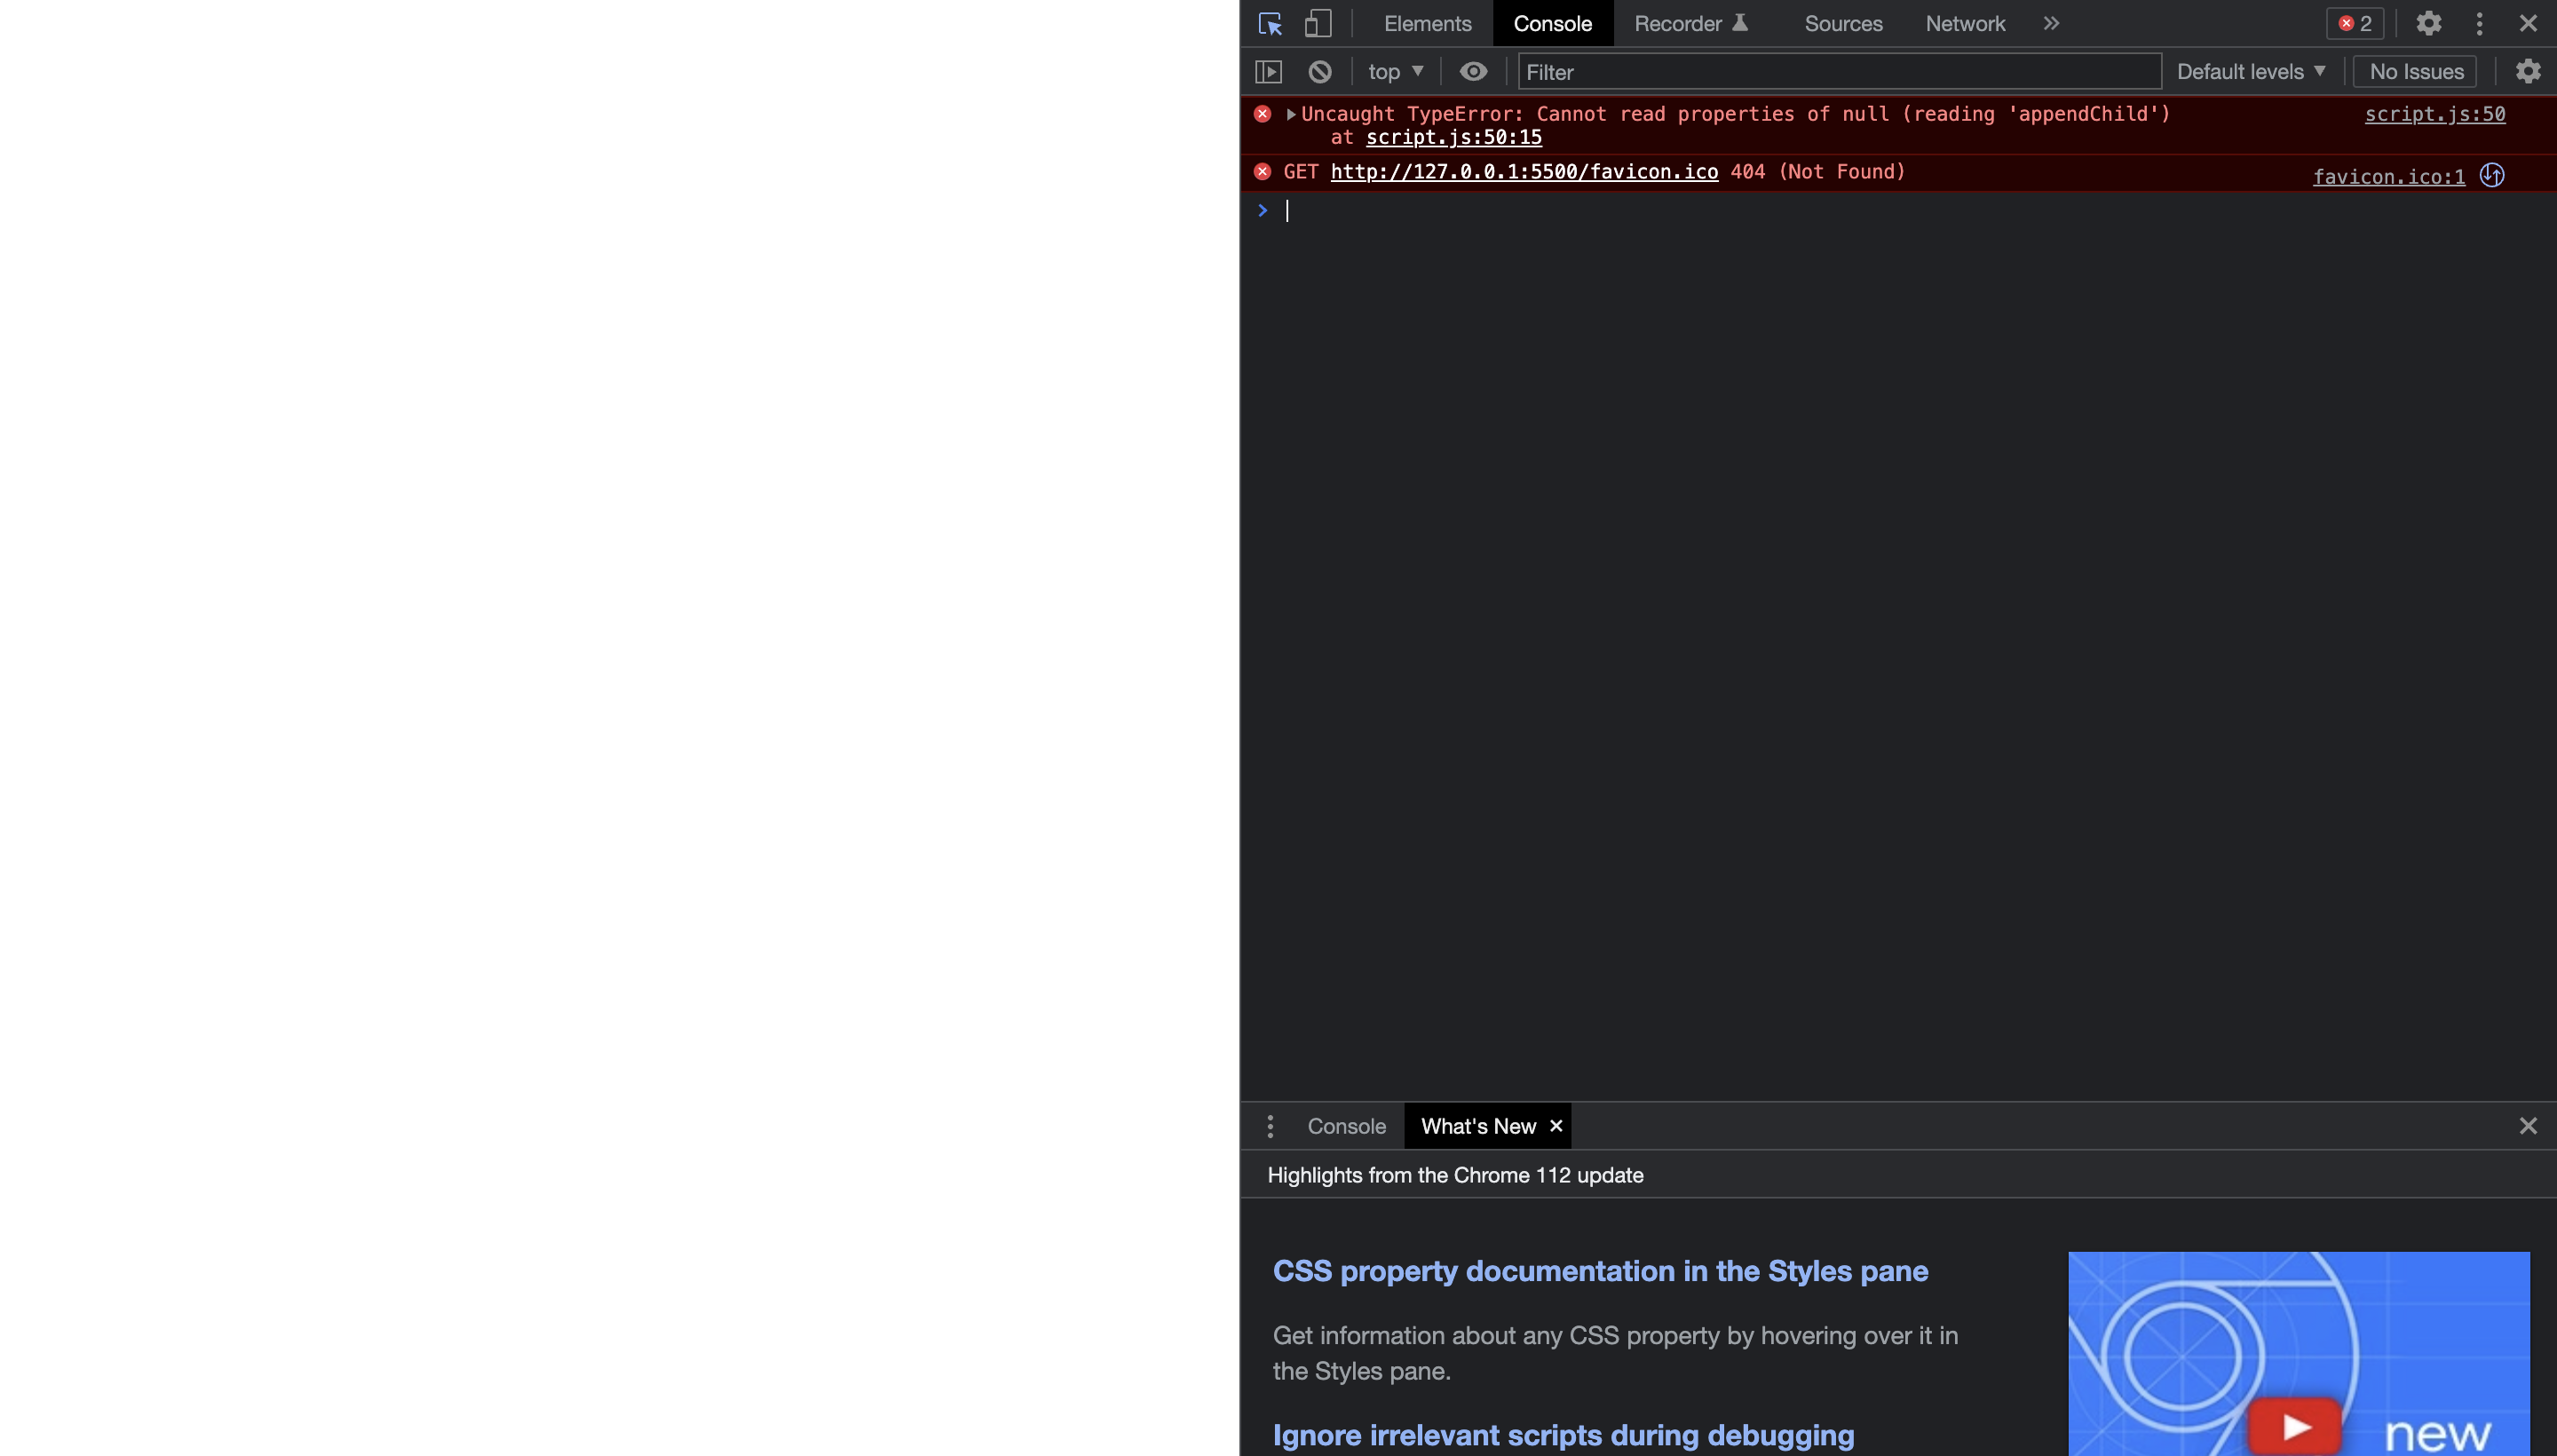 Elements Console Recorder Sources Network 2
top Filter Default levels No Issues
Uncaught TypeError: Cannot read properties of null (reading 'appendChild') script.js:50
at script.js:50:15
GET http://127.0.0.1:5500/favicon.ico 404 (Not Found) favicon.ico:1
Console What's New
Highlights from the Chrome 112 update
CSS property documentation in the Styles pane
Get information about any CSS property by hovering over it in
the Styles pane.
Ignore irrelevant scripts during debugging
new